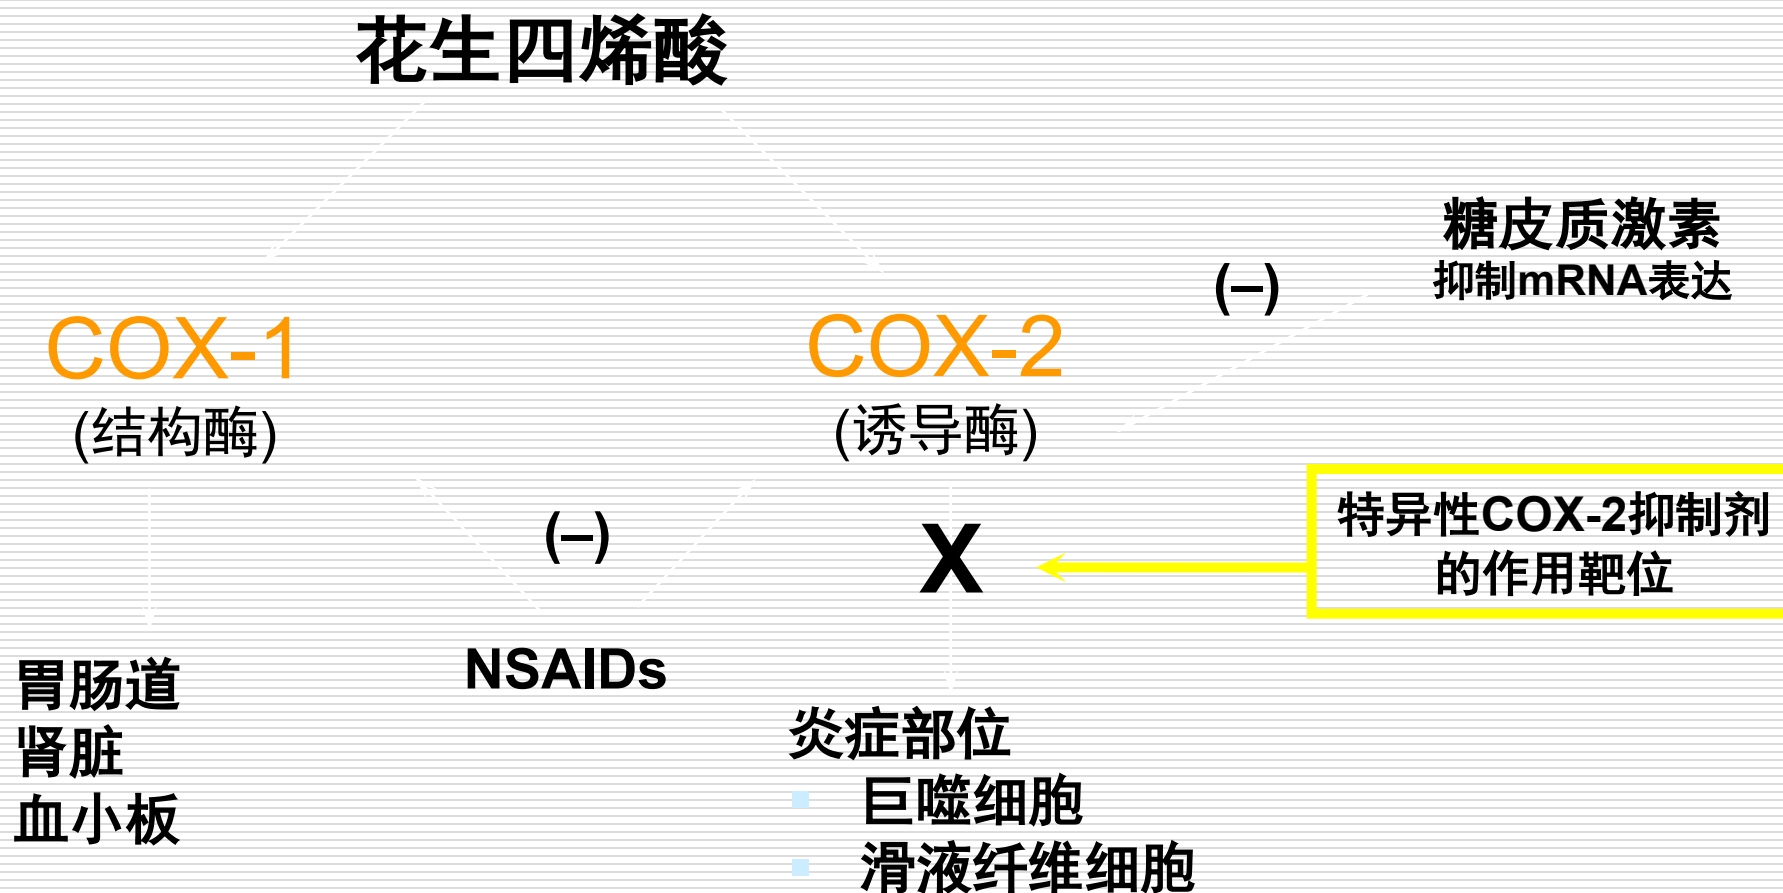 花生四烯酸
糖皮质激素
(–)
抑制mRNA表达
COX-1
COX-2
(结构酶)
(诱导酶)
特异性COX-2抑制剂
的作用靶位
(–)
X
NSAIDs
胃肠道
肾脏
血小板
炎症部位
巨噬细胞
滑液纤维细胞